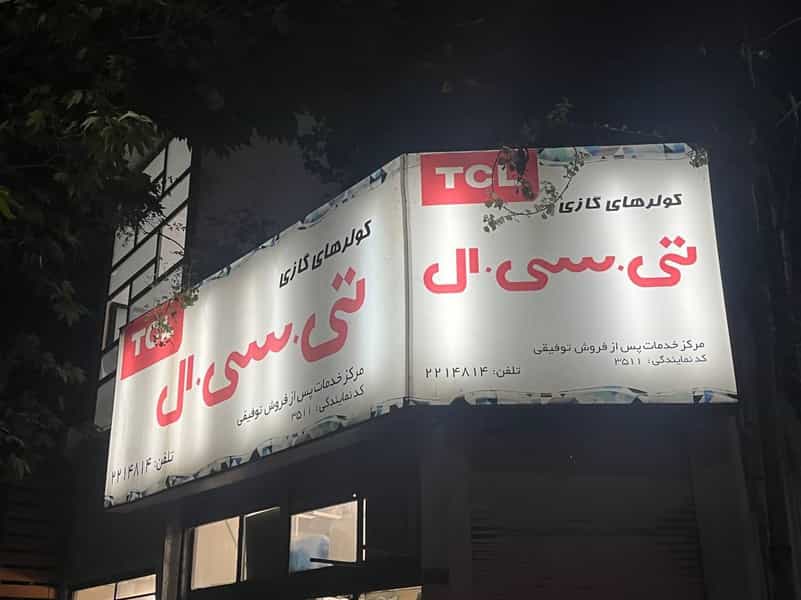 TCL
کولرهای گازی
تی.سی.ال
مرکز خدمات پس از فروش توفیقی
کد نمایندگی: ۳۵۱۱
تلفن: ۲۲۱۴۸۱۴
TCL
کولرهای گازی
تی.سی.ال
مرکز خدمات پس از فروش توفیقی
کد نمایندگی: ۳۵۱۱
تلفن: ۲۲۱۴۸۱۴